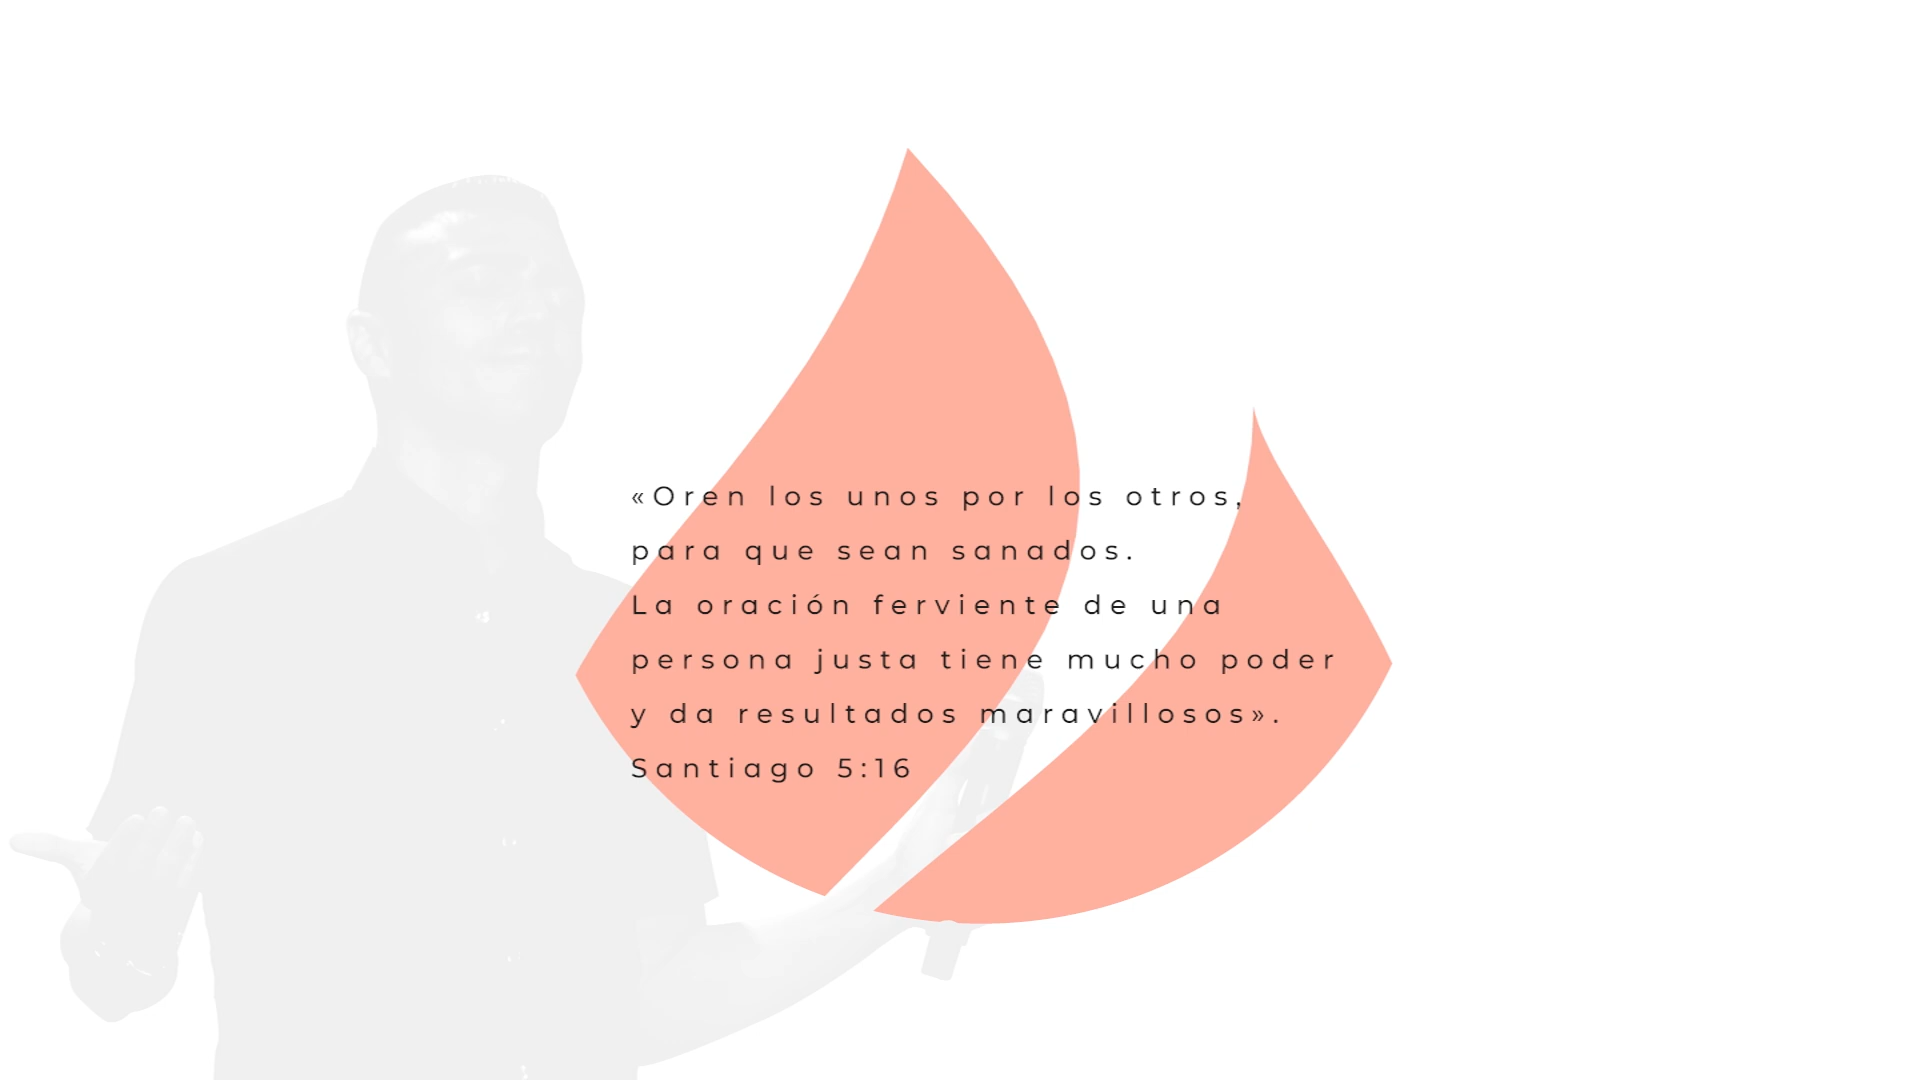 «Oren los unos por los otros,
para que sean sanados.
La oración ferviente de una
persona justa tiene mucho poder
y da resultados maravillosos».
Santiago 5:16